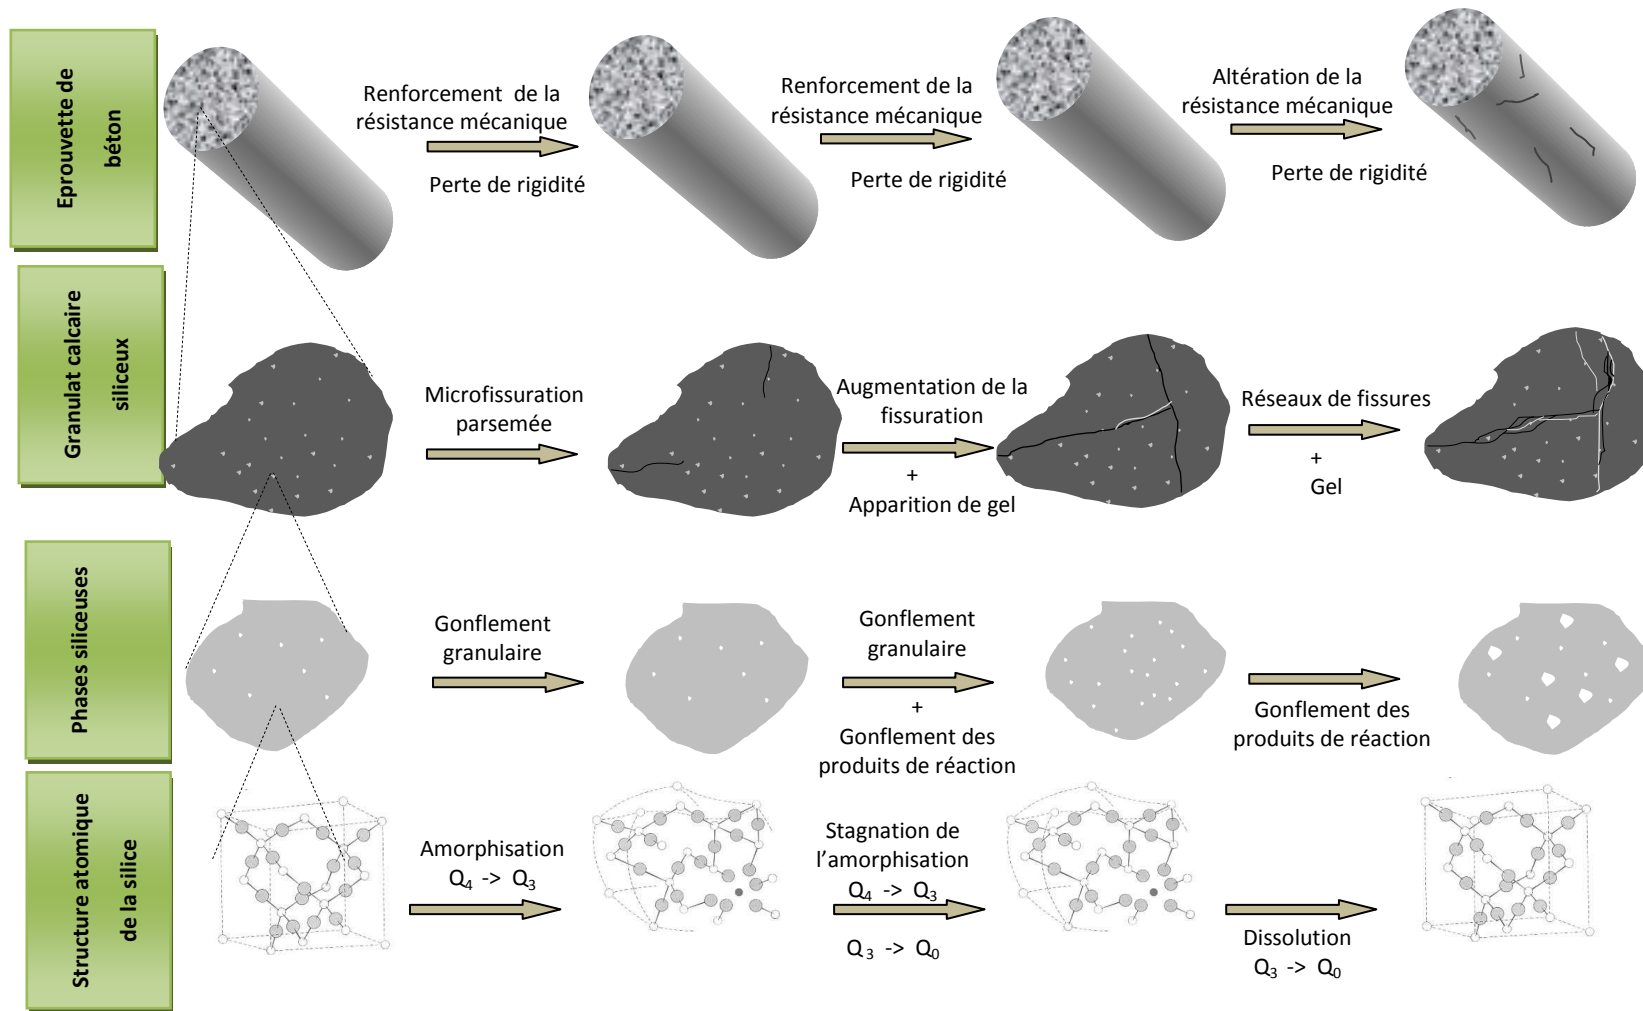 Eprouvette de
béton
Renforcement de la
résistance mécanique
Perte de rigidité
Renforcement de la
résistance mécanique
Perte de rigidité
Altération de la
résistance mécanique
Perte de rigidité
Granulat calcaire
siliceux
Microfissuration
parsemée
Augmentation de la
fissuration
+
Apparition de gel
Réseaux de fissures
+
Gel
Phases siliceuses
Gonflement
granulaire
Gonflement
granulaire
+
Gonflement des
produits de réaction
Gonflement des
produits de réaction
Structure atomique
de la silice
Amorphisation
Q4 -> Q3
Stagnation de
l’amorphisation
Q4 -> Q3
Q3 -> Q0
Dissolution
Q3 -> Q0